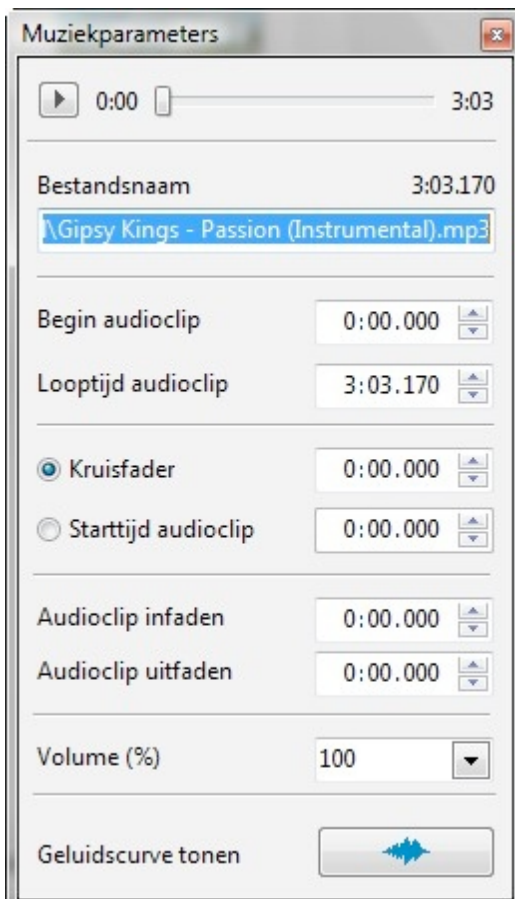 Muziekparameters
0:00 3:03
Bestandsnaam 3:03.170
\Gipsy Kings - Passion (Instrumental).mp3
Begin audioclip 0:00.000
Looptijd audioclip 3:03.170
Kruisfader 0:00.000
Starttijd audioclip 0:00.000
Audioclip infaden 0:00.000
Audioclip uitfaden 0:00.000
Volume (%) 100
Geluidscurve tonen